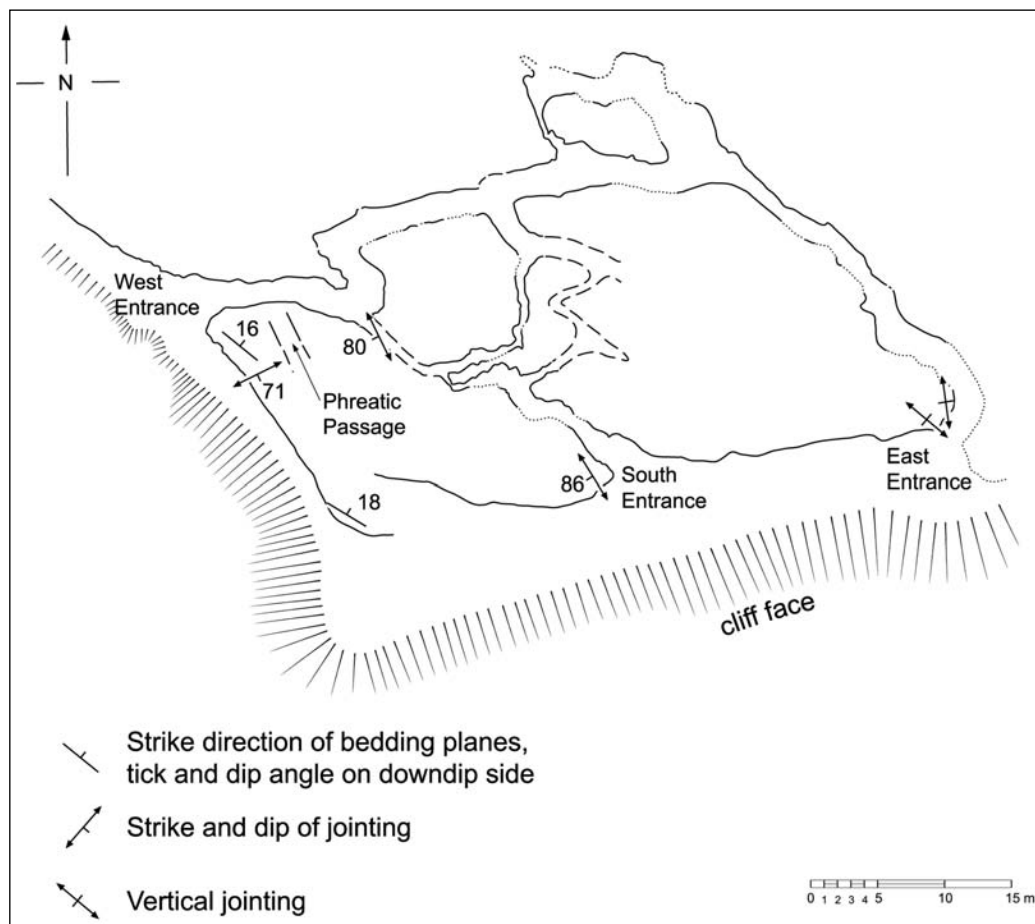 N
West
Entrance
16
80
71
Phreatic
Passage
18
86
South
Entrance
East
Entrance
cliff face
Strike direction of bedding planes,
tick and dip angle on downdip side
Strike and dip of jointing
Vertical jointing
0 1 2 3 4 5 10 15 m